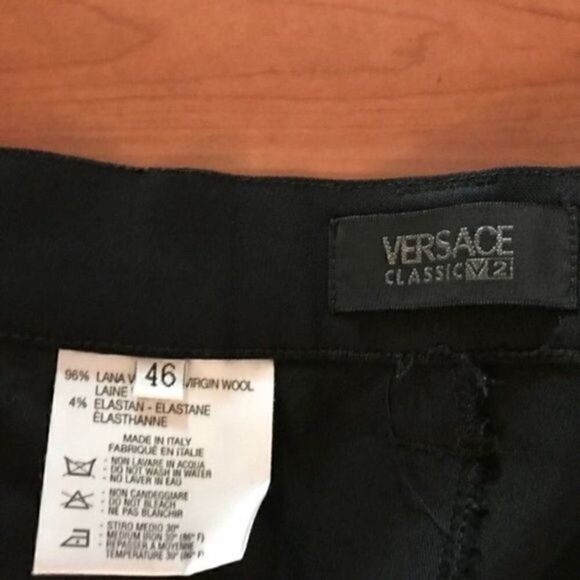 VERSACE
CLASSIC V2
46
96% LANA V VIRGIN WOOL
LAINE
4% ELASTAN - ELASTANE
ÉLASTHANNE
MADE IN ITALY
FABRIQUÉ EN ITALIE
- NON LAVARE IN ACQUA
- DO NOT WASH IN WATER
- NO LAVER IN EAU
- NON CANDEGGIARE
- DO NOT BLEACH
- NE PAS BLANCHIR
- STIRO MEDIO 30°
- MEDIUM IRON 30° (86° F)
- REPASSER A MOYENNE
TEMPERATURE 30° (86° F)